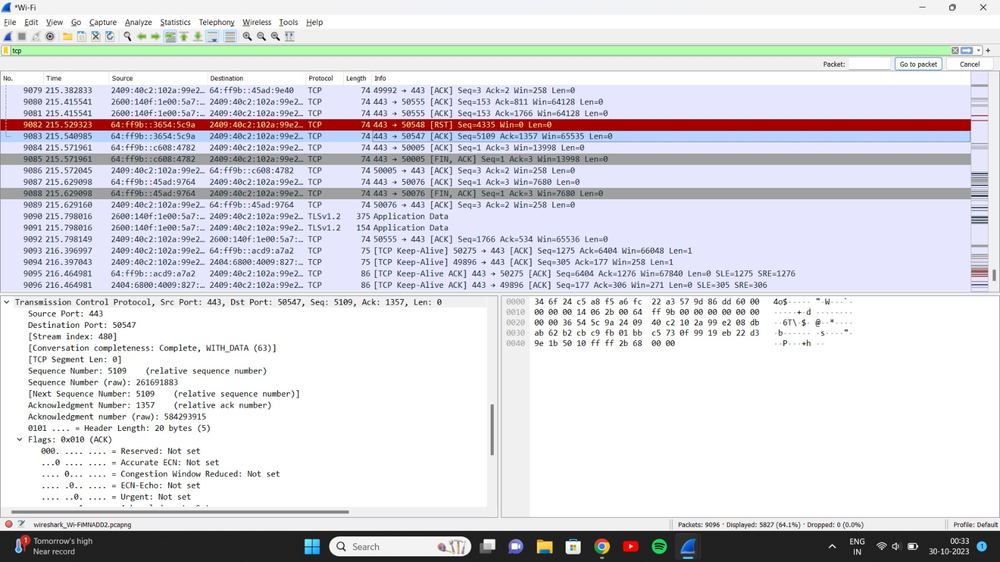 *Wi-Fi
File Edit View Go Capture Analyze Statistics Telephony Wireless Tools Help
tcp
Packet: Go to packet Cancel
No. Time Source Destination Protocol Length Info
9079 215.382833 2409:40c2:102a:99e2… 64:ff9b::45ad:9e40 TCP 74 49992 → 443 [ACK] Seq=3 Ack=2 Win=258 Len=0
9080 215.415541 2600:140f:1e00:5a7:… 2409:40c2:102a:99e2… TCP 74 443 → 50555 [ACK] Seq=153 Ack=811 Win=64128 Len=0
9081 215.415541 2600:140f:1e00:5a7:… 2409:40c2:102a:99e2… TCP 74 443 → 50555 [ACK] Seq=153 Ack=1766 Win=64128 Len=0
9082 215.529323 64:ff9b::3654:5c9a 2409:40c2:102a:99e2… TCP 74 443 → 50548 [RST] Seq=4335 Win=0 Len=0
9083 215.540985 64:ff9b::3654:5c9a 2409:40c2:102a:99e2… TCP 74 443 → 50547 [ACK] Seq=5109 Ack=1357 Win=65535 Len=0
9084 215.571961 64:ff9b::c608:4782 2409:40c2:102a:99e2… TCP 74 443 → 50005 [ACK] Seq=1 Ack=3 Win=13998 Len=0
9085 215.571961 64:ff9b::c608:4782 2409:40c2:102a:99e2… TCP 74 443 → 50005 [FIN, ACK] Seq=1 Ack=3 Win=13998 Len=0
9086 215.572045 2409:40c2:102a:99e2… 64:ff9b::c608:4782 TCP 74 50005 → 443 [ACK] Seq=3 Ack=2 Win=258 Len=0
9087 215.629098 64:ff9b::45ad:9764 2409:40c2:102a:99e2… TCP 74 443 → 50076 [ACK] Seq=1 Ack=3 Win=7680 Len=0
9088 215.629098 64:ff9b::45ad:9764 2409:40c2:102a:99e2… TCP 74 443 → 50076 [FIN, ACK] Seq=1 Ack=3 Win=7680 Len=0
9089 215.629160 2409:40c2:102a:99e2… 64:ff9b::45ad:9764 TCP 74 50076 → 443 [ACK] Seq=3 Ack=2 Win=258 Len=0
9090 215.798016 2600:140f:1e00:5a7:… 2409:40c2:102a:99e2… TLSv1.2 375 Application Data
9091 215.798016 2600:140f:1e00:5a7:… 2409:40c2:102a:99e2… TLSv1.2 154 Application Data
9092 215.798149 2409:40c2:102a:99e2… 2600:140f:1e00:5a7:… TCP 74 50555 → 443 [ACK] Seq=1766 Ack=534 Win=65536 Len=0
9093 216.396997 2409:40c2:102a:99e2… 64:ff9b::acd9:a7a2 TCP 75 [TCP Keep-Alive] 50275 → 443 [ACK] Seq=1275 Ack=6404 Win=66048 Len=1
9094 216.397043 2409:40c2:102a:99e2… 2404:6800:4009:827:… TCP 75 [TCP Keep-Alive] 49896 → 443 [ACK] Seq=305 Ack=177 Win=258 Len=1
9095 216.464981 64:ff9b::acd9:a7a2 2409:40c2:102a:99e2… TCP 86 [TCP Keep-Alive ACK] 443 → 50275 [ACK] Seq=6404 Ack=1276 Win=67840 Len=0 SLE=1275 SRE=1276
9096 216.464981 2404:6800:4009:827:… 2409:40c2:102a:99e2… TCP 86 [TCP Keep-Alive ACK] 443 → 49896 [ACK] Seq=177 Ack=306 Win=271 Len=0 SLE=305 SRE=306
Transmission Control Protocol, Src Port: 443, Dst Port: 50547, Seq: 5109, Ack: 1357, Len: 0
Source Port: 443
Destination Port: 50547
[Stream index: 480]
[Conversation completeness: Complete, WITH_DATA (63)]
[TCP Segment Len: 0]
Sequence Number: 5109 (relative sequence number)
Sequence Number (raw): 261691883
[Next Sequence Number: 5109 (relative sequence number)]
Acknowledgment Number: 1357 (relative ack number)
Acknowledgment number (raw): 584293915
0101 .... = Header Length: 20 bytes (5)
Flags: 0x010 (ACK)
000. .... .... = Reserved: Not set
...0 .... .... = Accurate ECN: Not set
.... 0... .... = Congestion Window Reduced: Not set
.... .0.. .... = ECN-Echo: Not set
.... ..0. .... = Urgent: Not set
0000 34 6f 24 c5 a8 f5 a6 fc 22 a3 57 9d 86 dd 60 00 4o$····· "·W···`·
0010 00 00 00 14 06 2b 00 64 ff 9b 00 00 00 00 00 00 ·····+·d ········
0020 00 00 36 54 5c 9a 24 09 40 c2 10 2a 99 e2 08 db ··6T\·$· @··*····
0030 ab 62 b2 cb c9 fb 01 bb c5 73 0f 99 19 eb 22 d3 ·b······ ·s····"·
0040 9e 1b 50 10 ff ff 2b 68 00 00 ··P···+h ··
wireshark_Wi-FiMNADD2.pcapng
Packets: 9096 · Displayed: 5827 (64.1%) · Dropped: 0 (0.0%)
Profile: Default
1
Tomorrow's high
Near record
Search
ENG
IN
00:33
30-10-2023
1